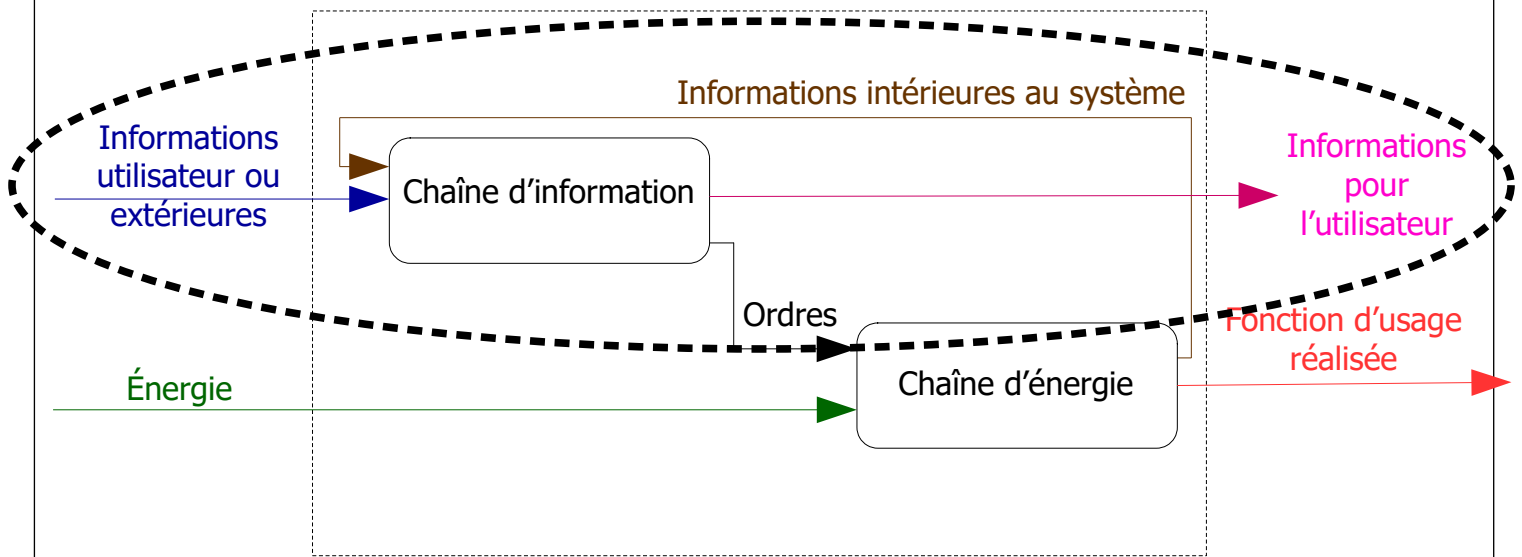 Informations intérieures au système
Informations
utilisateur ou
extérieures
Chaîne d’information
Informations
pour
l’utilisateur
Ordres
Fonction d’usage
réalisée
Énergie
Chaîne d’énergie